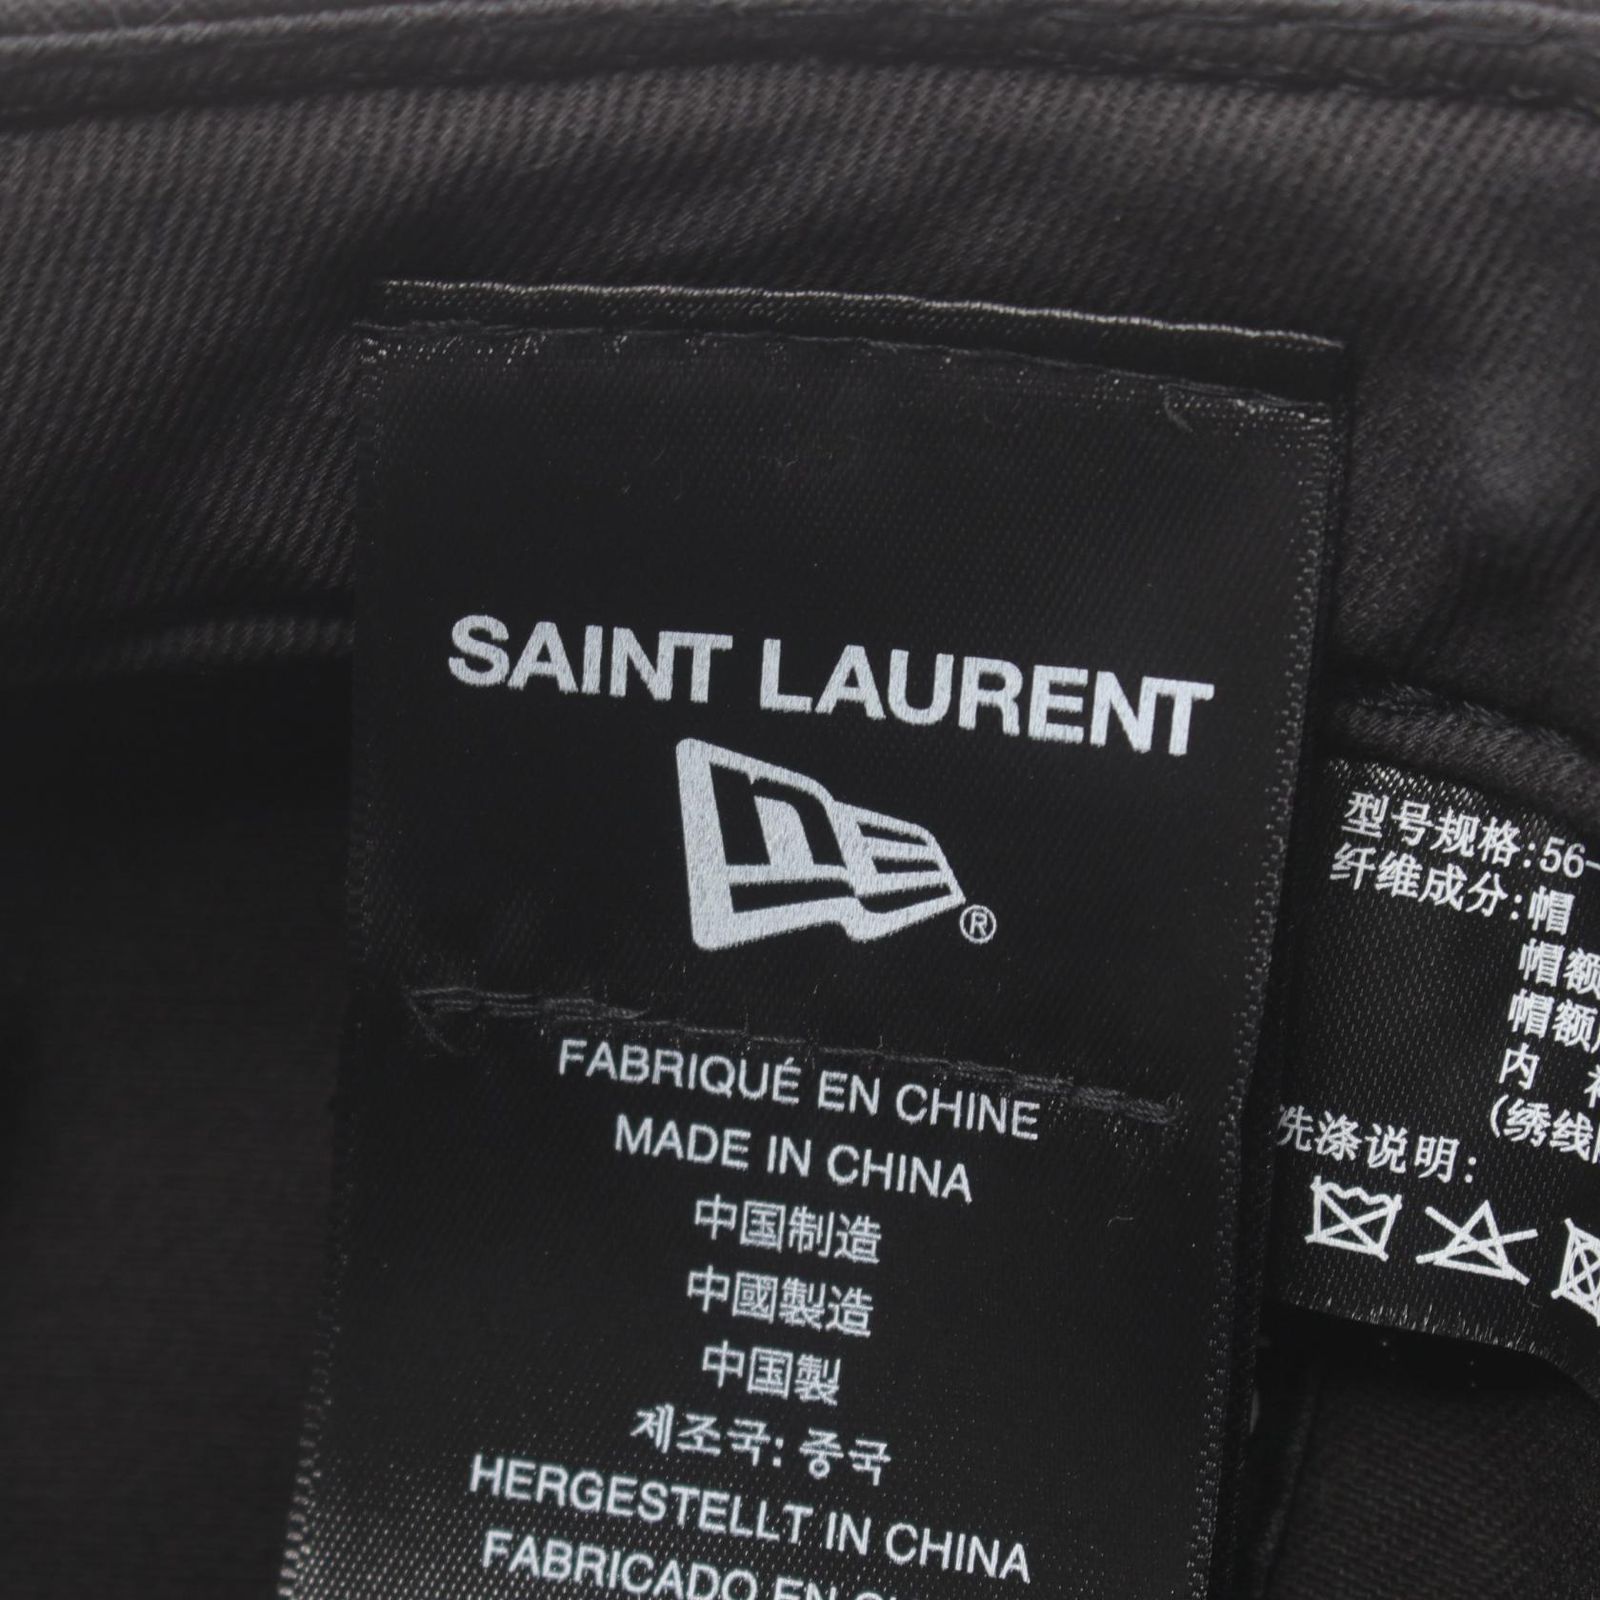 SAINT LAURENT
NE®
FABRIQUÉ EN CHINE
MADE IN CHINA
中国制造
中國製造
中国製
제조국: 중국
HERGESTELLT IN CHINA
FABRICADO EN
型号规格:56-
纤维成分:帽
帽额
帽额
内
(绣线
洗涤说明: